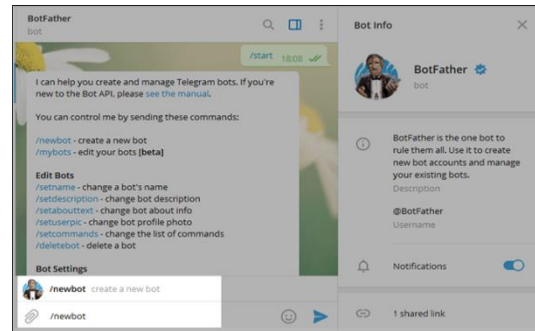 BotFather
bot
/start 18:08
I can help you create and manage Telegram bots. If you're
new to the Bot API, please see the manual.
You can control me by sending these commands:
/newbot - create a new bot
/mybots - edit your bots [beta]
Edit Bots
/setname - change a bot's name
/setdescription - change bot description
/setabouttext - change bot about info
/setuserpic - change bot profile photo
/setcommands - change the list of commands
/deletebot - delete a bot
Bot Settings
/newbot create a new bot
/newbot
Bot Info
BotFather
bot
BotFather is the one bot to
rule them all. Use it to create
new bot accounts and manage
your existing bots.
Description
@BotFather
Username
Notifications
1 shared link